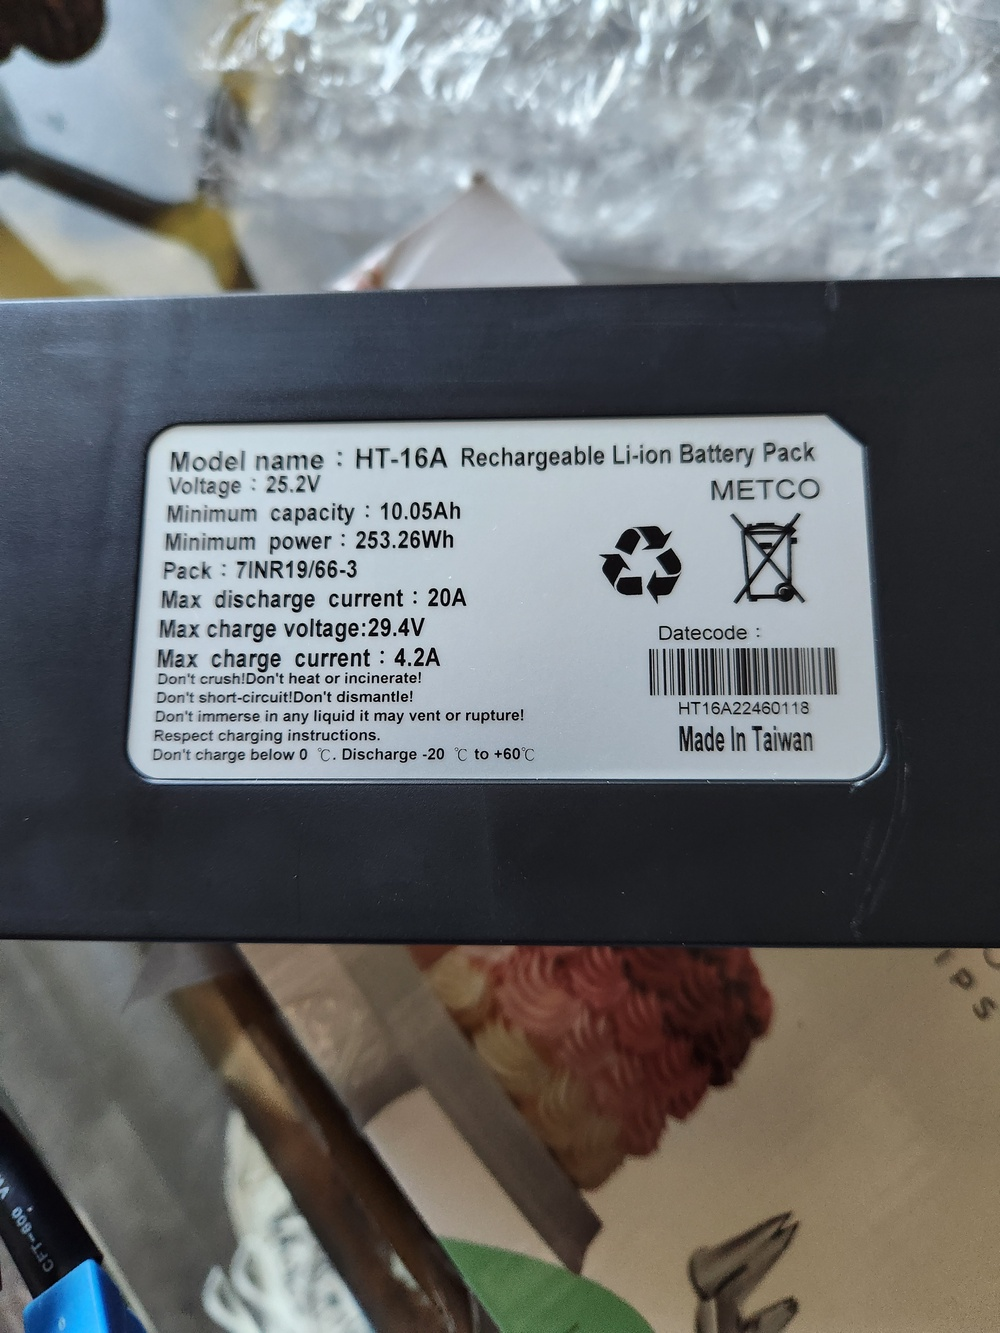 Model name : HT-16A Rechargeable Li-ion Battery Pack
Voltage : 25.2V
METCO
Minimum capacity : 10.05Ah
Minimum power : 253.26Wh
Pack : 7INR19/66-3
Max discharge current : 20A
Max charge voltage:29.4V
Max charge current : 4.2A
Don't crush!Don't heat or incinerate!
Don't short-circuit!Don't dismantle!
Don't immerse in any liquid it may vent or rupture!
Respect charging instructions.
Don't charge below 0 ℃. Discharge -20 ℃ to +60℃
Datecode :
HT16A22460118
Made In Taiwan
IPS
CFT-600 V